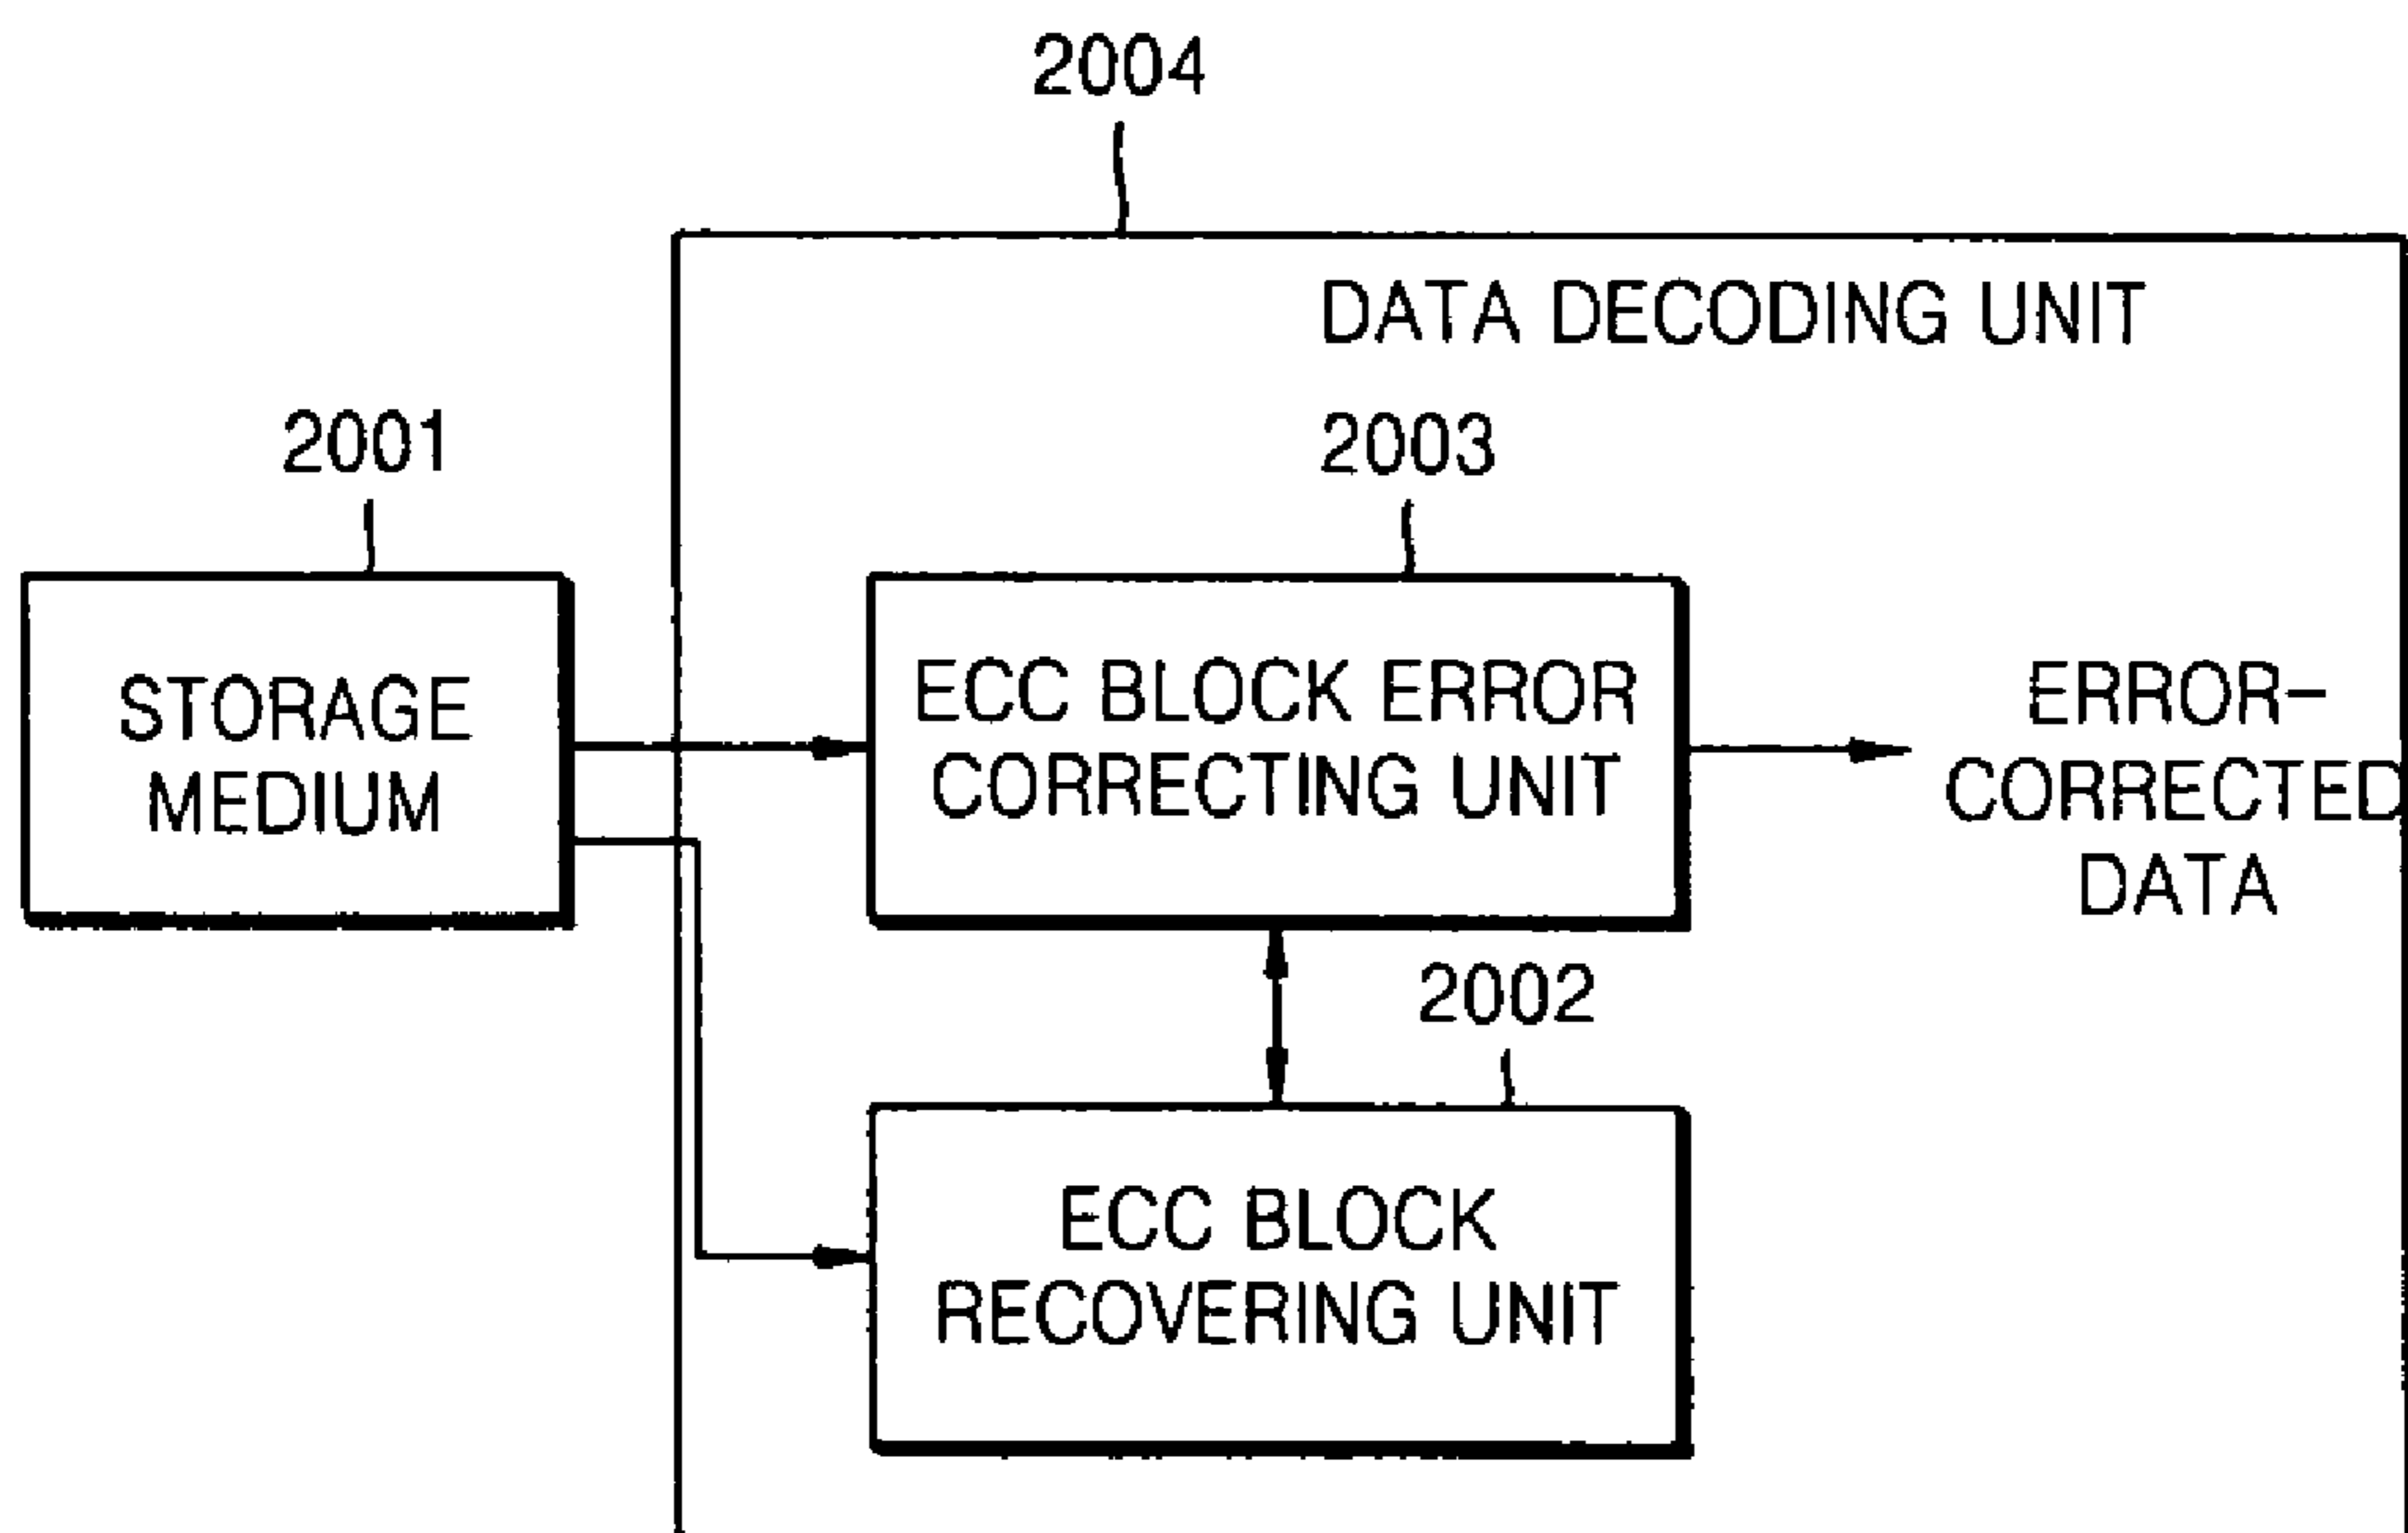 2004
DATA DECODING UNIT
2001
2003
STORAGE
MEDIUM
ECC BLOCK ERROR
CORRECTING UNIT
ERROR-
CORRECTED
DATA
2002
ECC BLOCK
RECOVERING UNIT